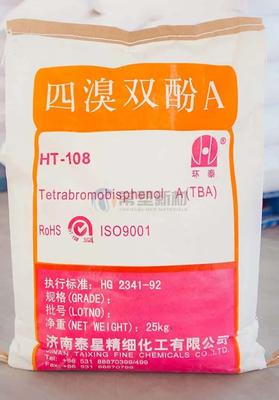 四溴双酚A
HT-108
环泰
Tetrabromobisphenol A(TBA)
RoHS ISO9001
执行标准: HG 2341-92
规格(GRADE):
批号(LOTNO):
净重(NET WEIGHT): 25kg
济南泰星精细化工有限公司
JINAN TAIXING FINE CHEMICALS CO.,LTD.